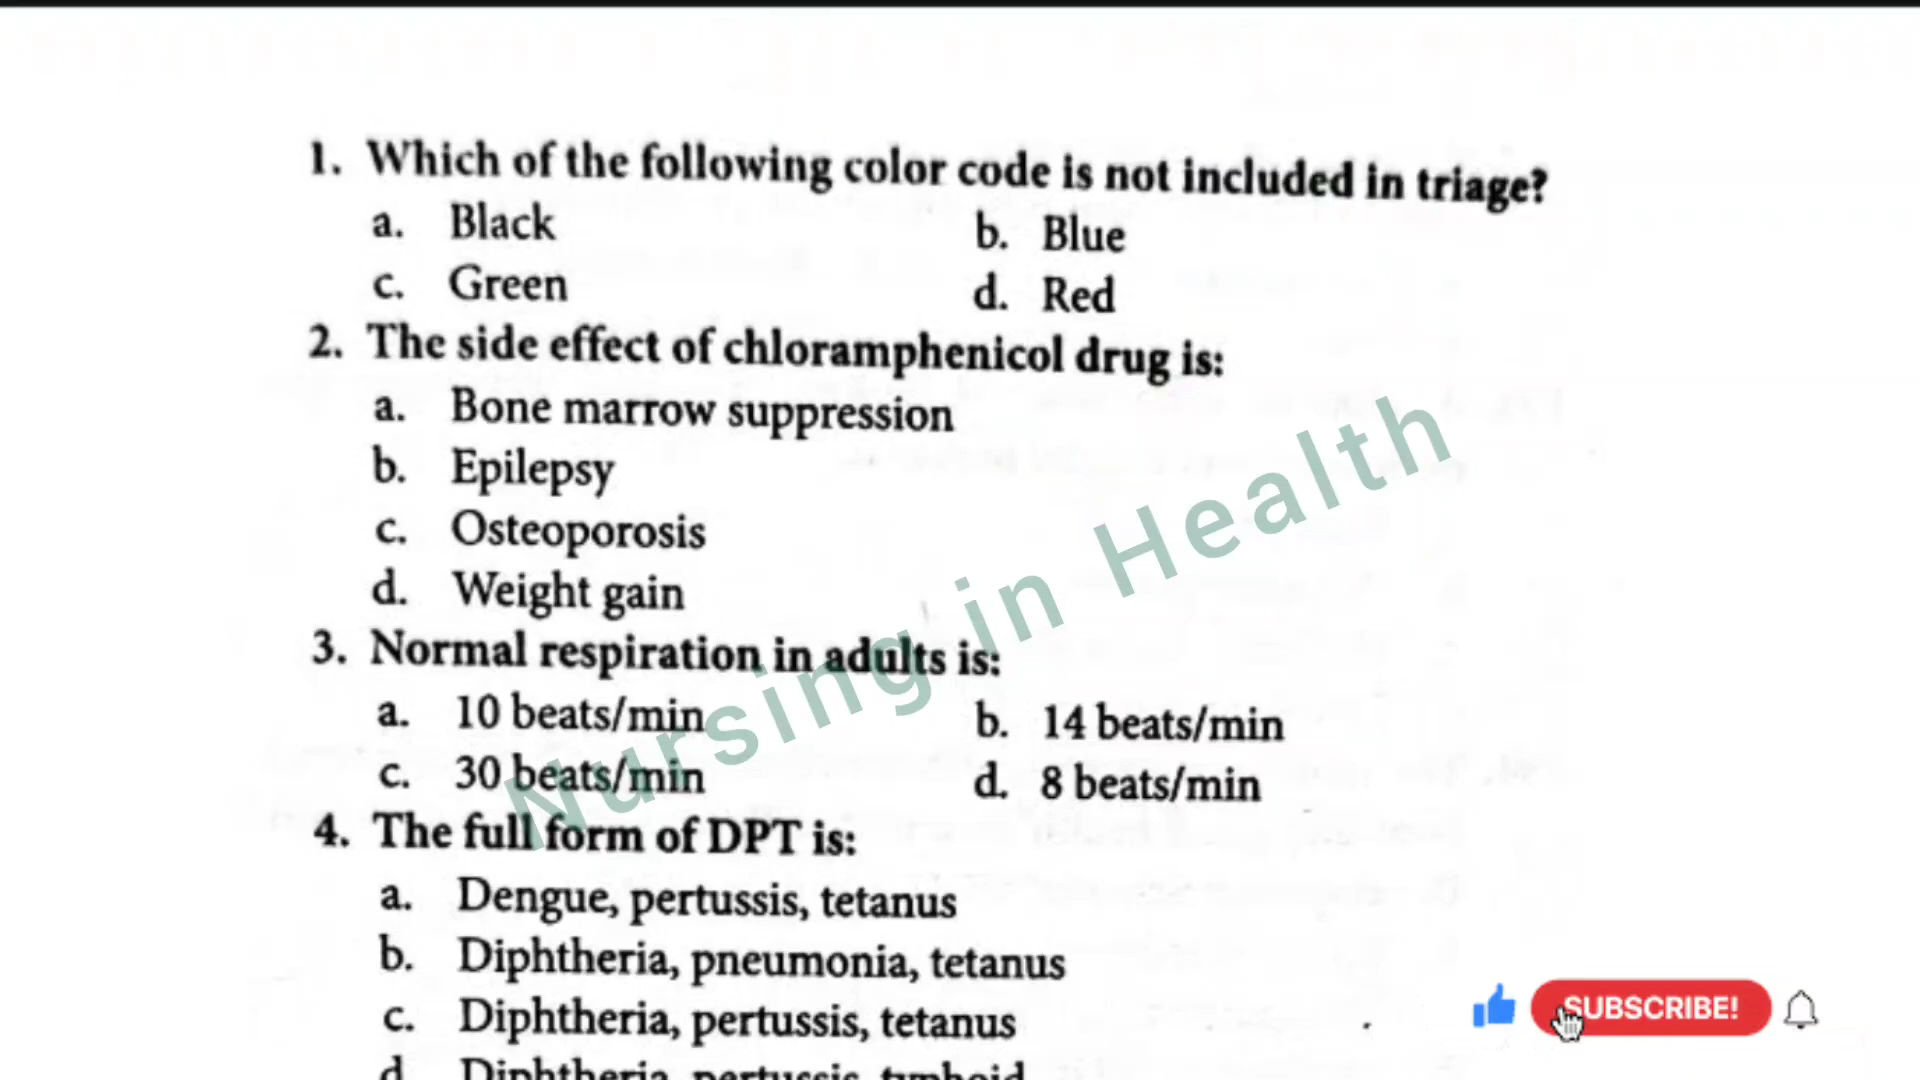 1. Which of the following color code is not included in triage?
a. Black b. Blue
c. Green d. Red
2. The side effect of chloramphenicol drug is:
a. Bone marrow suppression
b. Epilepsy
c. Osteoporosis
d. Weight gain
3. Normal respiration in adults is:
a. 10 beats/min b. 14 beats/min
c. 30 beats/min d. 8 beats/min
4. The full form of DPT is:
a. Dengue, pertussis, tetanus
b. Diphtheria, pneumonia, tetanus
c. Diphtheria, pertussis, tetanus
d. Diphtheria, pertussis, typhoid
Nursing in Health
SUBSCRIBE!